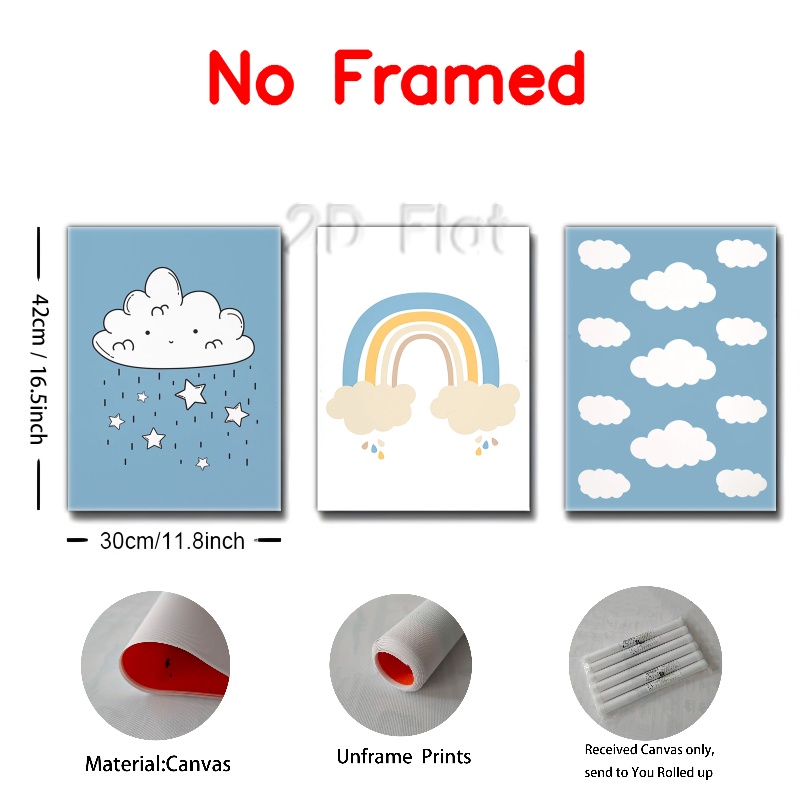 No Framed
2D Flat
42cm / 16.5inch
30cm/11.8inch
Material:Canvas
Unframe Prints
Received Canvas only,
send to You Rolled up